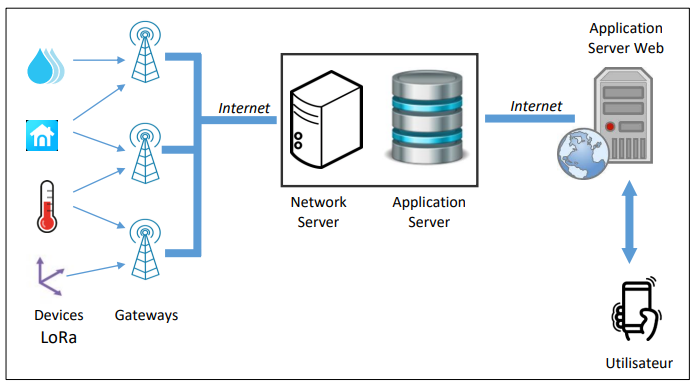 Application
Server Web
Internet
Internet
Network
Server
Application
Server
Devices
LoRa
Gateways
Utilisateur